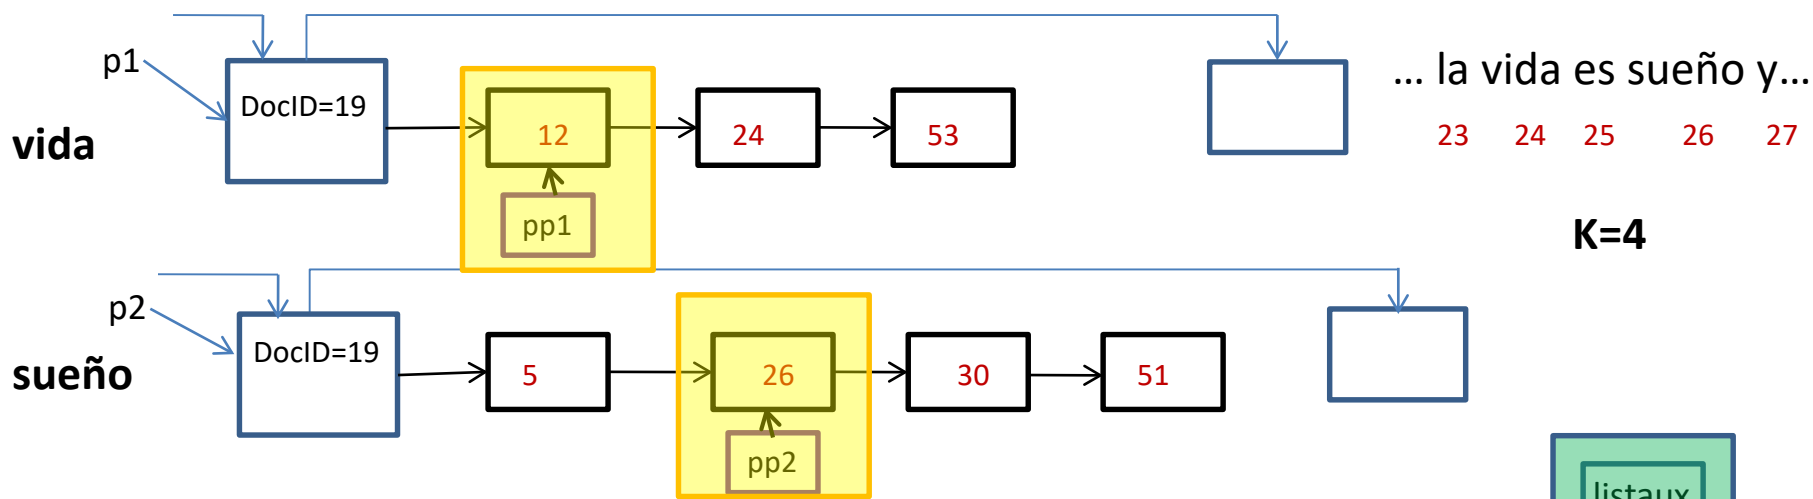 p1
DocID=19
vida
12
24
53
pp1
… la vida es sueño y…
23 24 25 26 27
K=4
p2
DocID=19
sueño
5
26
30
51
pp2
listaux